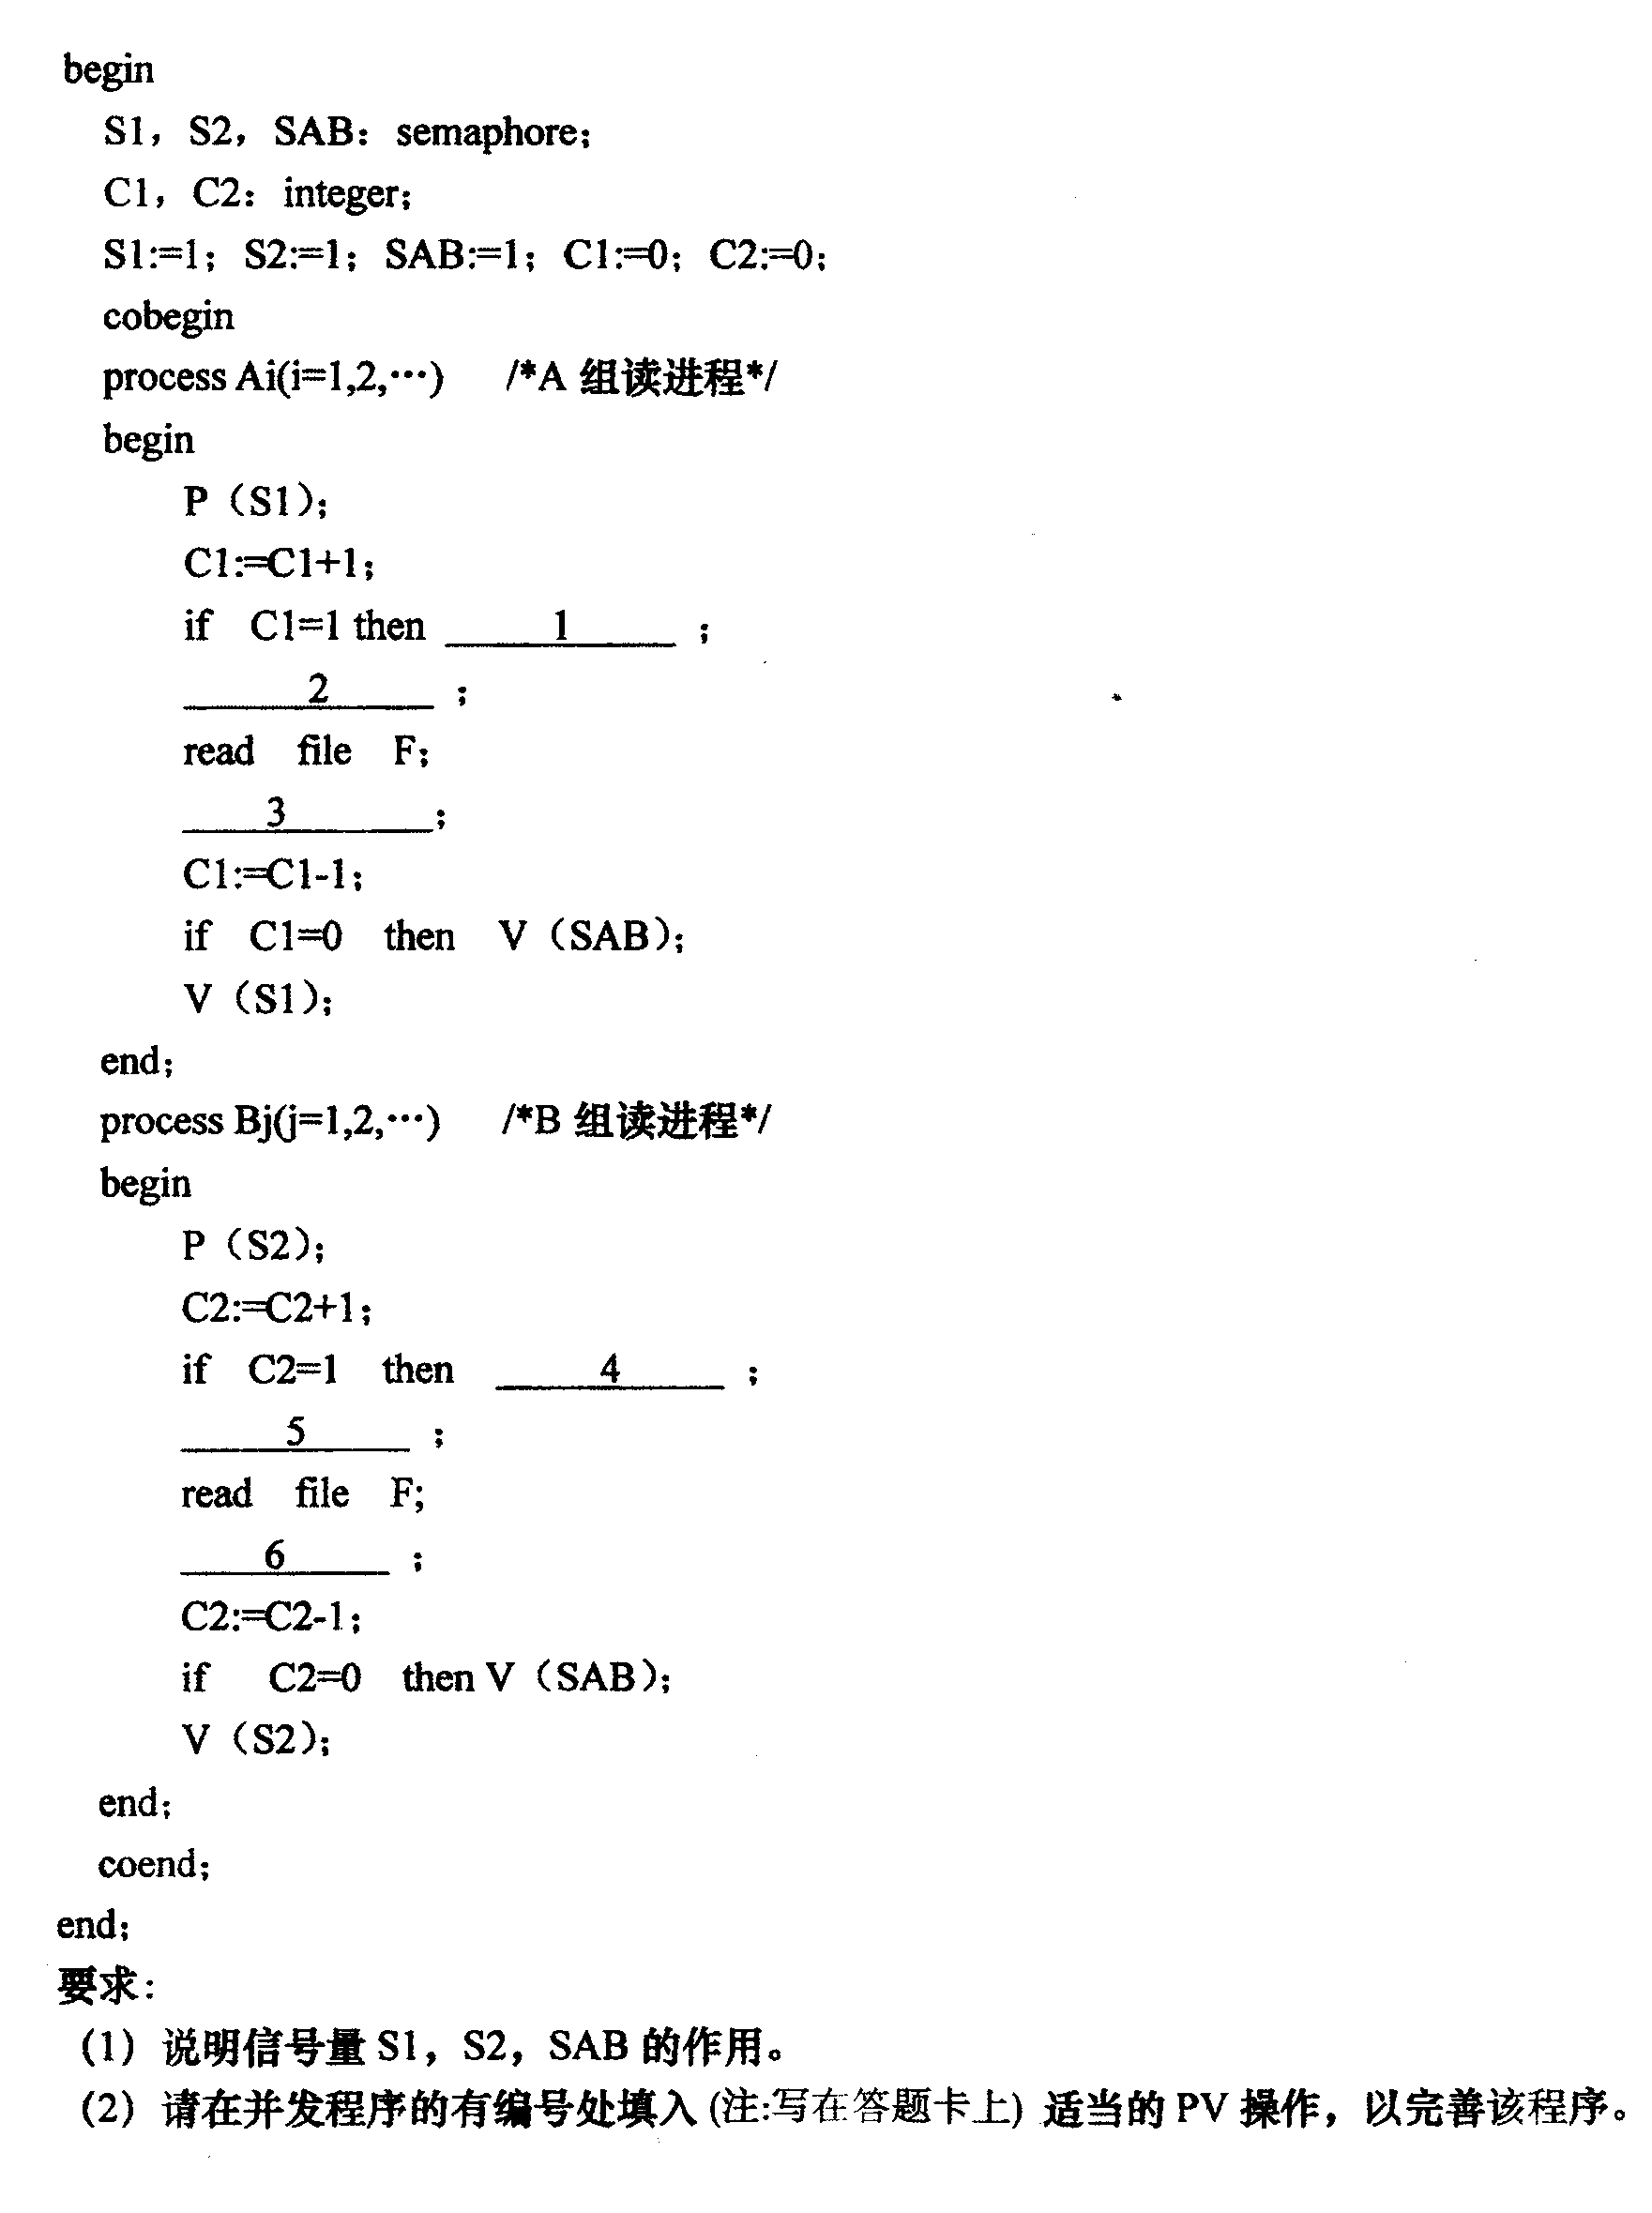 begin
S1，S2，SAB：semaphore；
C1，C2：integer；
S1:=1；S2:=1；SAB:=1；C1:=0；C2:=0；
cobegin
process Ai(i=1,2,…) /*A 组读进程*/
begin
P（S1）；
C1:=C1+1；
if C1=1 then 1 ；
2 ；
read file F；
3 ；
C1:=C1-1；
if C1=0 then V（SAB）；
V（S1）；
end；
process Bj(j=1,2,…) /*B 组读进程*/
begin
P（S2）；
C2:=C2+1；
if C2=1 then 4 ；
5 ；
read file F;
6 ；
C2:=C2-1；
if C2=0 then V（SAB）；
V（S2）；
end；
coend；
end；
要求：
(1) 说明信号量 S1，S2，SAB 的作用。
(2) 请在并发程序的有编号处填入 (注:写在答题卡上) 适当的 PV 操作，以完善该程序。